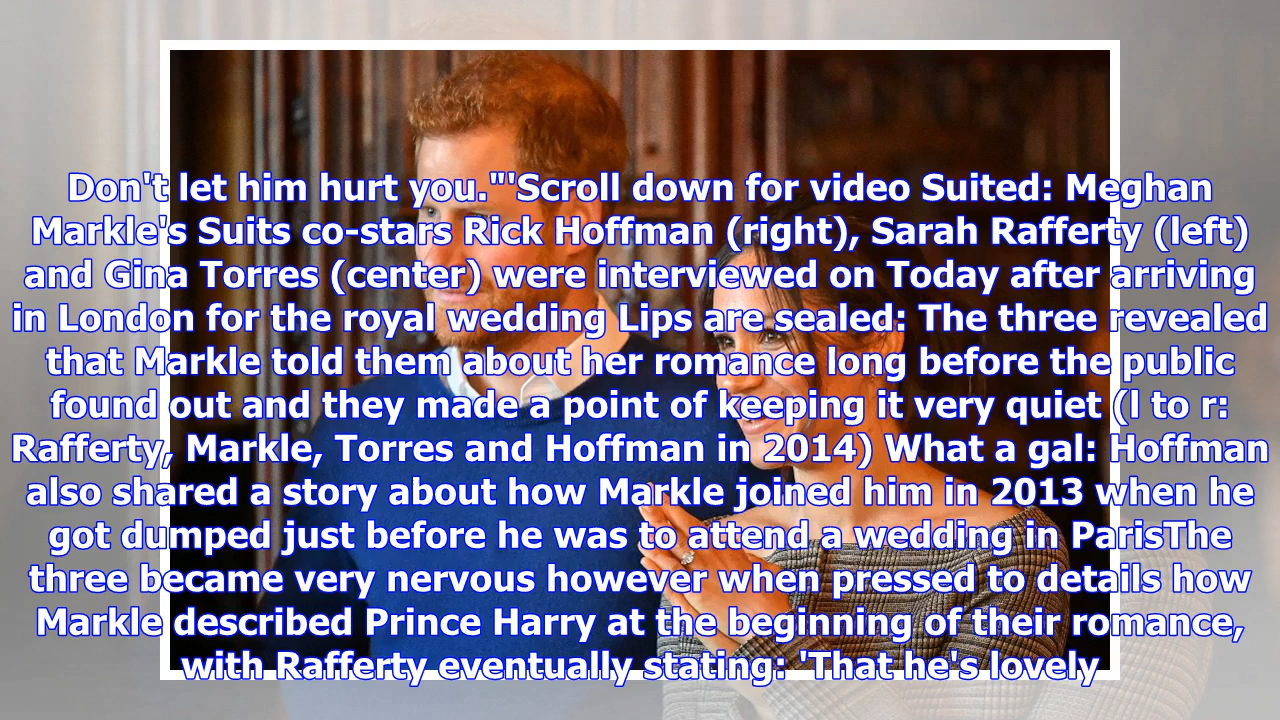 Don't let him hurt you."'Scroll down for video Suited: Meghan
Markle's Suits co-stars Rick Hoffman (right), Sarah Rafferty (left)
and Gina Torres (center) were interviewed on Today after arriving
in London for the royal wedding Lips are sealed: The three revealed
that Markle told them about her romance long before the public
found out and they made a point of keeping it very quiet (l to r:
Rafferty, Markle, Torres and Hoffman in 2014) What a gal: Hoffman
also shared a story about how Markle joined him in 2013 when he
got dumped just before he was to attend a wedding in ParisThe
three became very nervous however when pressed to details how
Markle described Prince Harry at the beginning of their romance,
with Rafferty eventually stating: 'That he's lovely